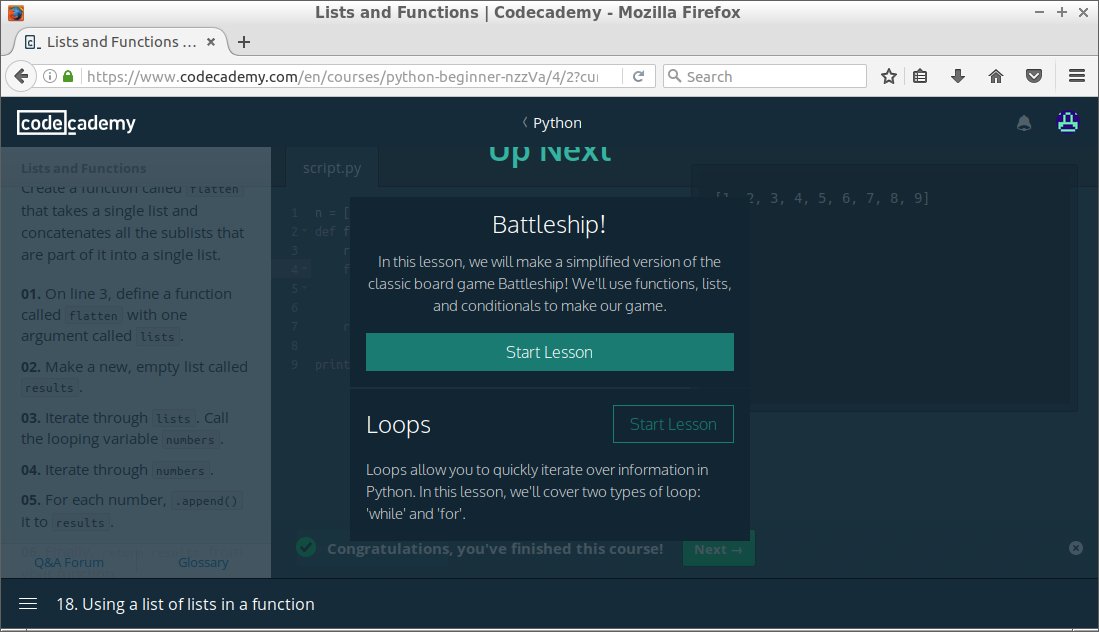 Lists and Functions | Codecademy - Mozilla Firefox
Lists and Functions ...
https://www.codecademy.com/en/courses/python-beginner-nzzVa/4/2?cu
Search
codecademy
Python
Lists and Functions
Create a function called flatten
that takes a single list and
concatenates all the sublists that
are part of it into a single list.
01. On line 3, define a function
called flatten with one
argument called lists.
02. Make a new, empty list called
results.
03. Iterate through lists. Call
the looping variable numbers.
04. Iterate through numbers.
05. For each number, .append()
it to results.
Q&A Forum
Glossary
script.py
1 n = [
2 def f
3 r
4 f
5
6
7 r
8
9 print
Up Next
Battleship!
In this lesson, we will make a simplified version of the
classic board game Battleship! We'll use functions, lists,
and conditionals to make our game.
Start Lesson
Loops
Start Lesson
Loops allow you to quickly iterate over information in
Python. In this lesson, we'll cover two types of loop:
'while' and 'for'.
[1, 2, 3, 4, 5, 6, 7, 8, 9]
Congratulations, you've finished this course!
Next →
18. Using a list of lists in a function